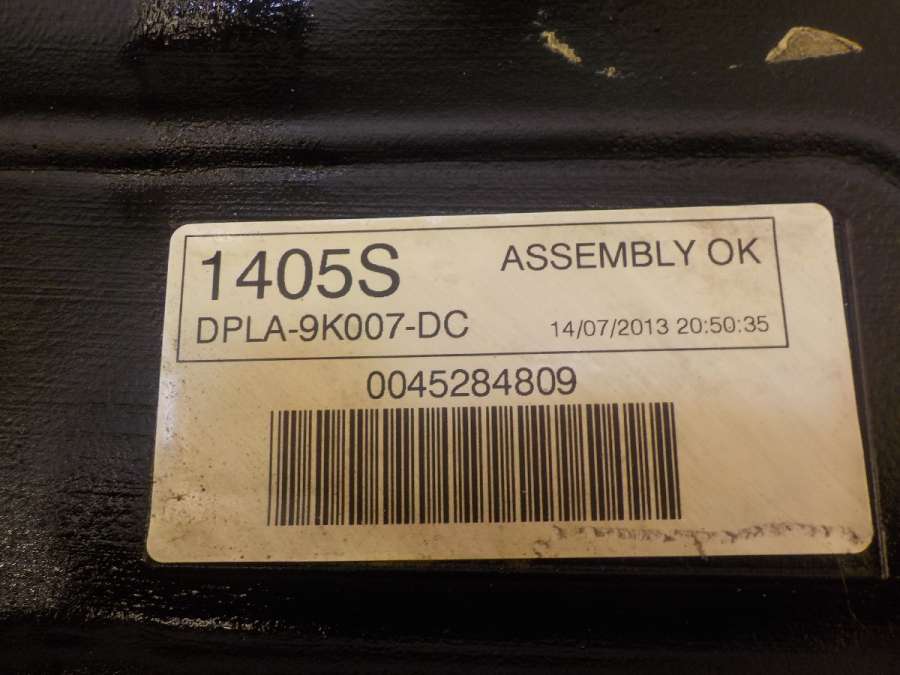 1405S
ASSEMBLY OK
DPLA-9K007-DC
14/07/2013 20:50:35
0045284809